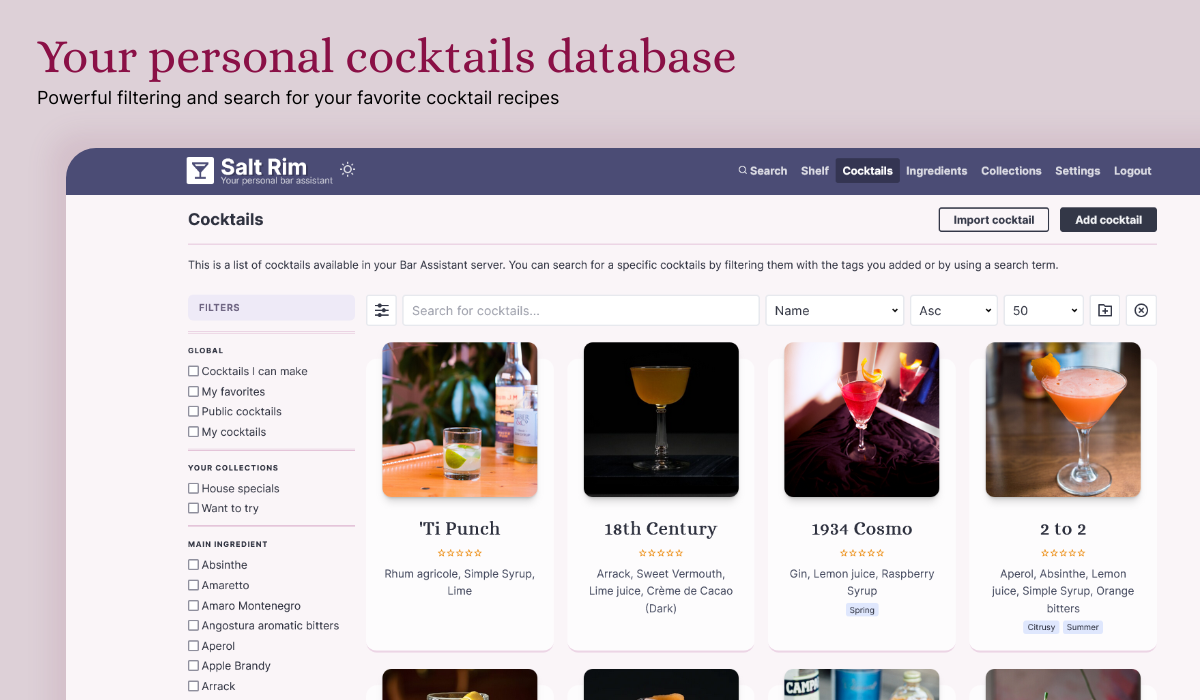 Your personal cocktails database
Powerful filtering and search for your favorite cocktail recipes
Salt Rim
Your personal bar assistant
Search Shelf Cocktails Ingredients Collections Settings Logout
Cocktails
Import cocktail
Add cocktail
This is a list of cocktails available in your Bar Assistant server. You can search for a specific cocktails by filtering them with the tags you added or by using a search term.
FILTERS
Search for cocktails...
Name
Asc
50
GLOBAL
Cocktails I can make
My favorites
Public cocktails
My cocktails
YOUR COLLECTIONS
House specials
Want to try
MAIN INGREDIENT
Absinthe
Amaretto
Amaro Montenegro
Angostura aromatic bitters
Aperol
Apple Brandy
Arrack
'Ti Punch
Rhum agricole, Simple Syrup,
Lime
18th Century
Arrack, Sweet Vermouth,
Lime juice, Crème de Cacao
(Dark)
1934 Cosmo
Gin, Lemon juice, Raspberry
Syrup
Spring
2 to 2
Aperol, Absinthe, Lemon
juice, Simple Syrup, Orange
bitters
Citrusy Summer